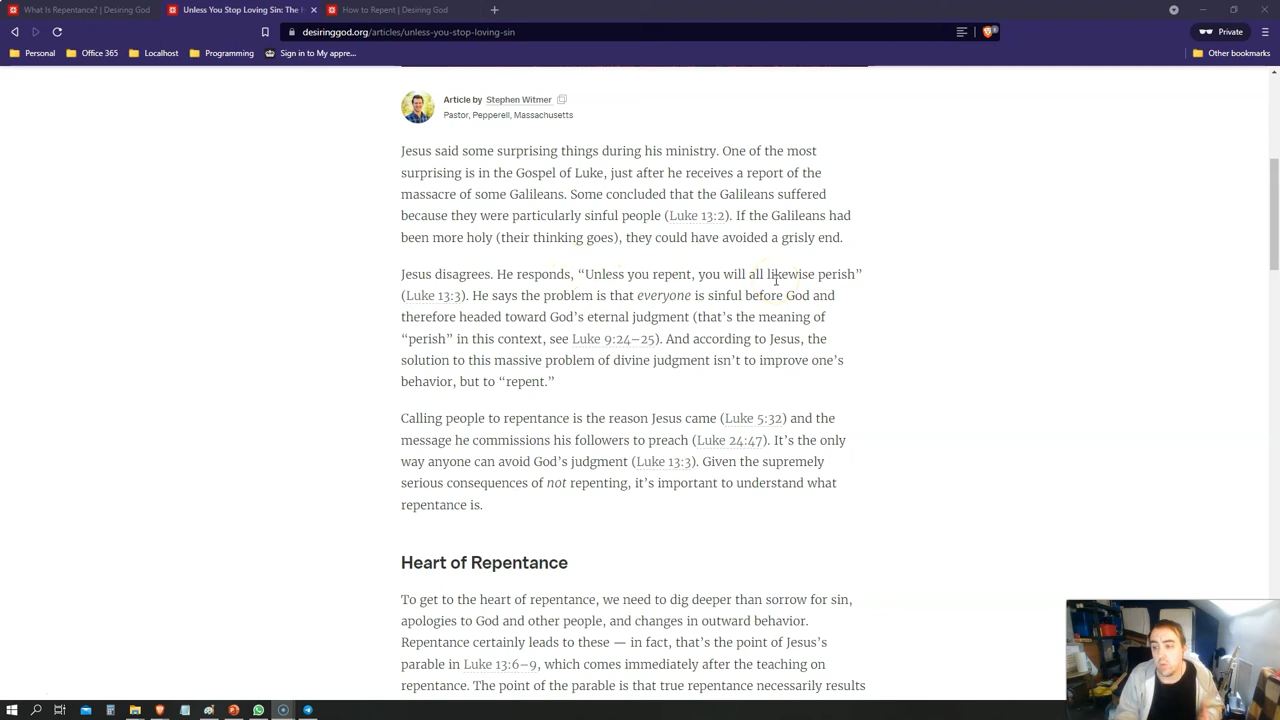 What Is Repentance? | Desiring God
Unless You Stop Loving Sin: The H
How to Repent | Desiring God
desiringgod.org/articles/unless-you-stop-loving-sin
Private
Personal
Office 365
Localhost
Programming
Sign in to My appre...
Other bookmarks
Article by Stephen Witmer
Pastor, Pepperell, Massachusetts
Jesus said some surprising things during his ministry. One of the most
surprising is in the Gospel of Luke, just after he receives a report of the
massacre of some Galileans. Some concluded that the Galileans suffered
because they were particularly sinful people (Luke 13:2). If the Galileans had
been more holy (their thinking goes), they could have avoided a grisly end.
Jesus disagrees. He responds, “Unless you repent, you will all likewise perish”
(Luke 13:3). He says the problem is that everyone is sinful before God and
therefore headed toward God’s eternal judgment (that’s the meaning of
“perish” in this context, see Luke 9:24–25). And according to Jesus, the
solution to this massive problem of divine judgment isn’t to improve one’s
behavior, but to “repent.”
Calling people to repentance is the reason Jesus came (Luke 5:32) and the
message he commissions his followers to preach (Luke 24:47). It’s the only
way anyone can avoid God’s judgment (Luke 13:3). Given the supremely
serious consequences of not repenting, it’s important to understand what
repentance is.
Heart of Repentance
To get to the heart of repentance, we need to dig deeper than sorrow for sin,
apologies to God and other people, and changes in outward behavior.
Repentance certainly leads to these — in fact, that’s the point of Jesus’s
parable in Luke 13:6–9, which comes immediately after the teaching on
repentance. The point of the parable is that true repentance necessarily results